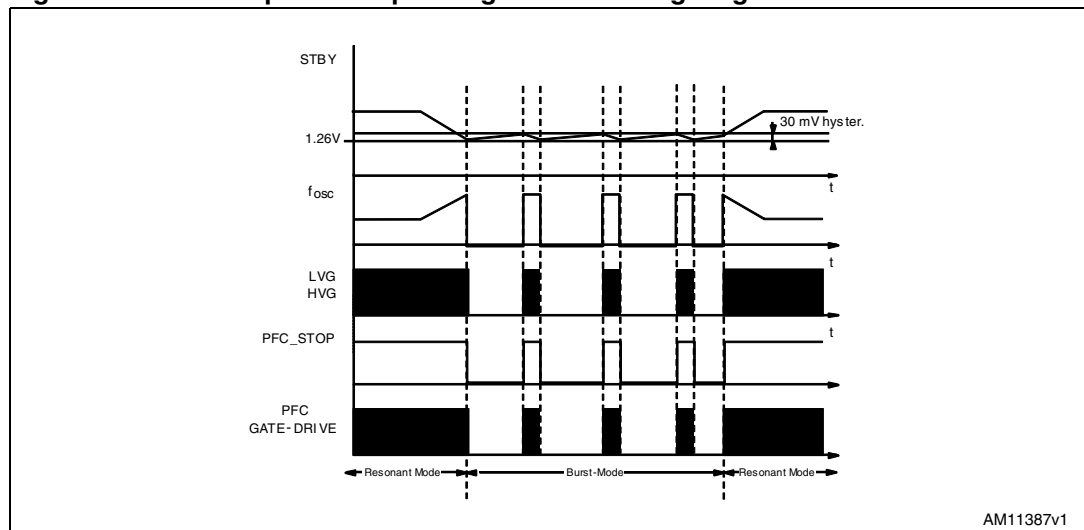 STBY
30 mV hyster.
1.26V
t
fosc
t
LVG
HVG
t
PFC_STOP
PFC
GATE-DRIVE
Resonant Mode
Burst-Mode
Resonant Mode
AM11387v1